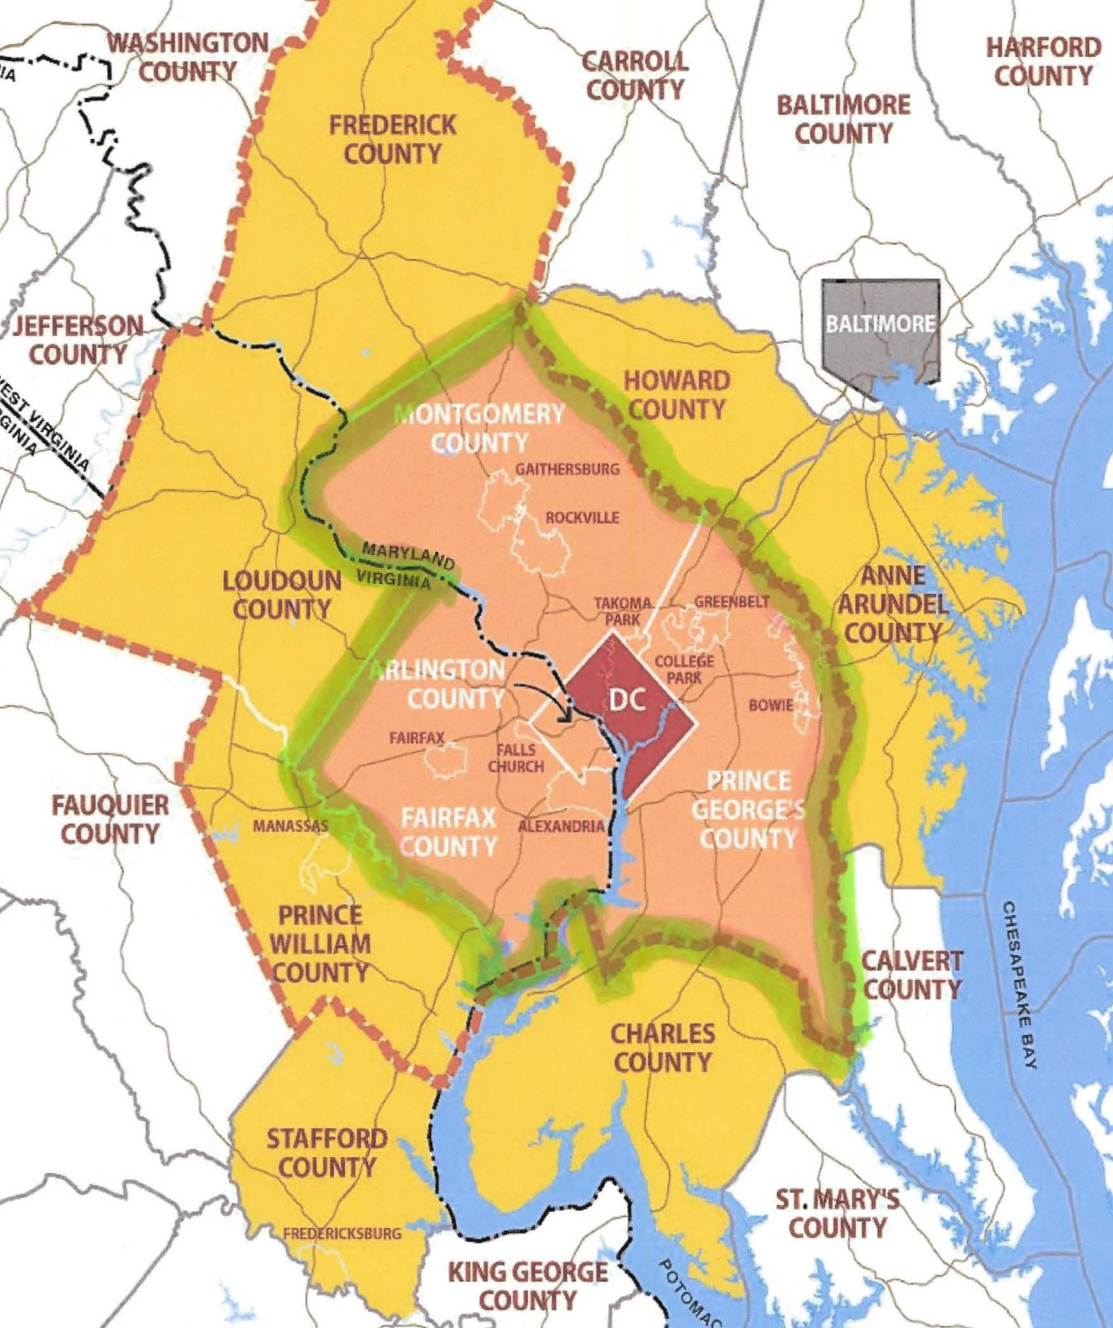 WASHINGTON
COUNTY
CARROLL
COUNTY
HARFORD
COUNTY
BALTIMORE
COUNTY
IA
FREDERICK
COUNTY
JEFFERSON
COUNTY
BALTIMORE
WEST VIRGINIA
RGINIA
HOWARD
COUNTY
MONTGOMERY
COUNTY
GAITHERSBURG
ROCKVILLE
MARYLAND
VIRGINIA
LOUDOUN
COUNTY
ANNE
ARUNDEL
COUNTY
TAKOMA
PARK
GREENBELT
ARLINGTON
COUNTY
COLLEGE
PARK
DC
BOWIE
FAIRFAX
FALLS
CHURCH
FAUQUIER
COUNTY
MANASSAS
FAIRFAX
COUNTY
ALEXANDRIA
PRINCE
GEORGE'S
COUNTY
PRINCE
WILLIAM
COUNTY
CALVERT
COUNTY
CHESAPEAKE BAY
CHARLES
COUNTY
STAFFORD
COUNTY
FREDERICKSBURG
ST. MARY'S
COUNTY
KING GEORGE
COUNTY
POTOMAC